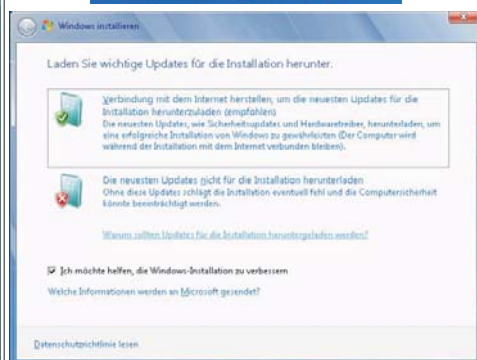 Windows installieren
Laden Sie wichtige Updates für die Installation herunter.
Verbindung mit dem Internet herstellen, um die neuesten Updates für die
Installation herunterzuladen (empfohlen)
Die neuesten Updates, wie Sicherheitsupdates und Hardwaretreiber, herunterladen, um
eine erfolgreiche Installation von Windows zu gewährleisten (Der Computer wird
während der Installation mit dem Internet verbunden bleiben).
Die neuesten Updates nicht für die Installation herunterladen
Ohne diese Updates schlägt die Installation eventuell fehl und die Computersicherheit
könnte beeinträchtigt werden.
Warum sollten Updates für die Installation heruntergeladen werden?
Ich möchte helfen, die Windows-Installation zu verbessern
Welche Informationen werden an Microsoft gesendet?
Datenschutzrichtlinie lesen